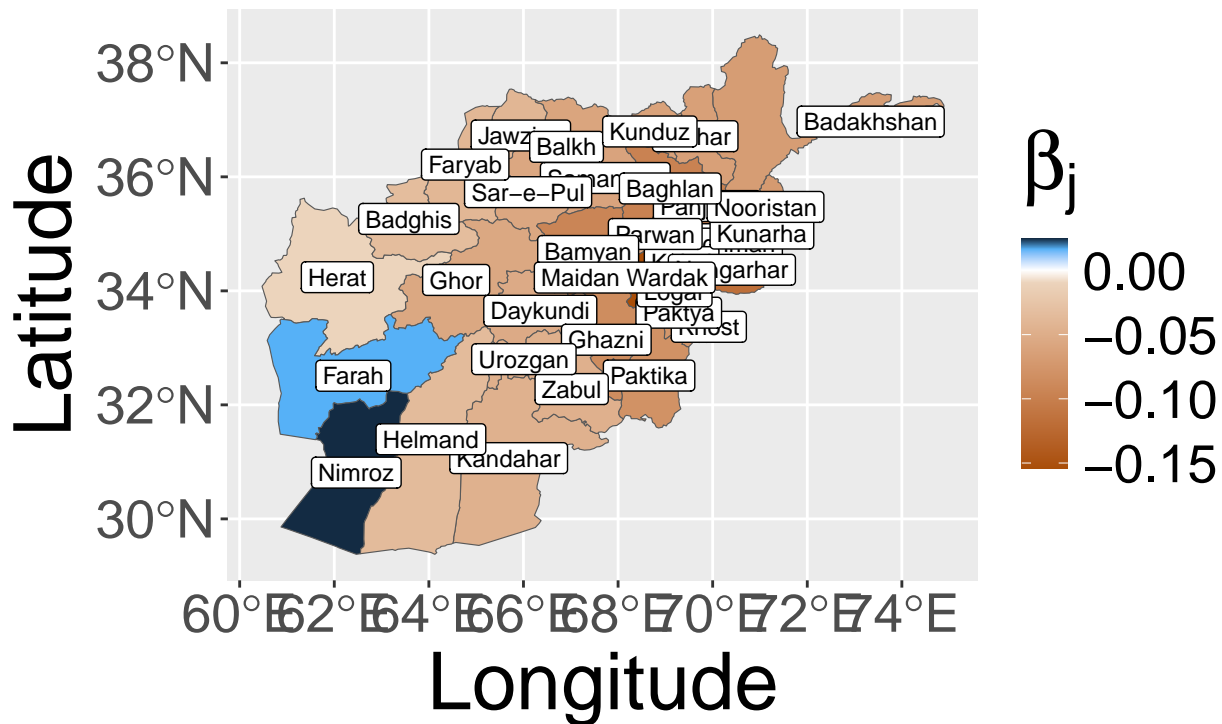 38°N
36°N
34°N
32°N
30°N
Latitude
Badakhshan
Kunduz
Balkh
Faryab
Sar−e−Pul
Baghlan
Nooristan
Badghis
Parwan
Kunarha
Bamyan
Herat
Ghor
Maidan Wardak
Logar
Daykundi
Paktya
Khost
Ghazni
Urozgan
Farah
Zabul
Paktika
Helmand
Kandahar
Nimroz
60°E
62°E
64°E
66°E
68°E
70°E
72°E
74°E
Longitude
βj
0.00
−0.05
−0.10
−0.15